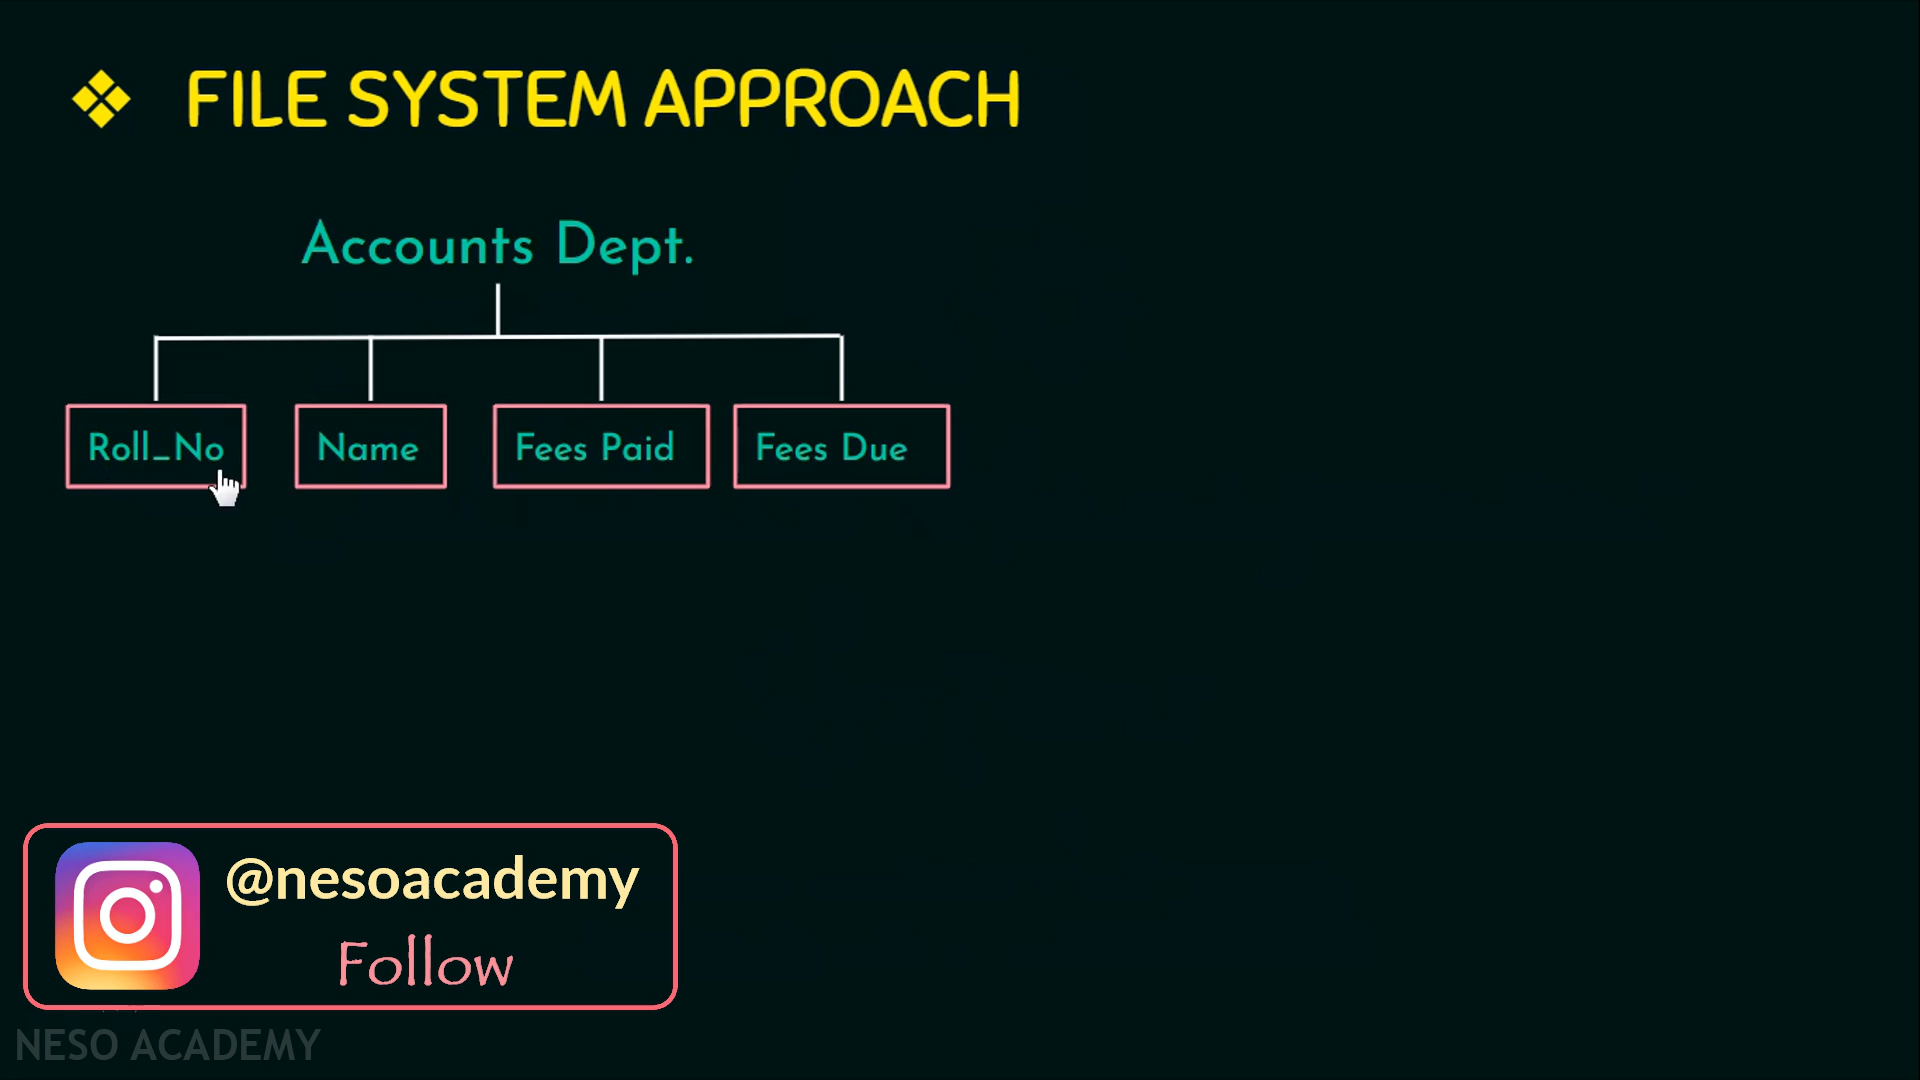 ❖ FILE SYSTEM APPROACH
Accounts Dept.
Roll_No Name Fees Paid Fees Due
@nesoacademy
Follow
NESO ACADEMY